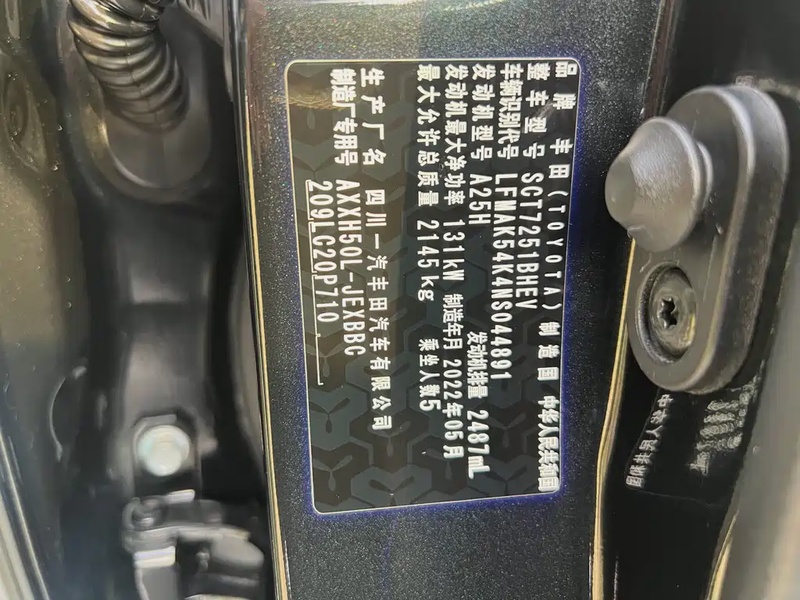 品牌 丰田(TOYOTA) 制造国 中华人民共和国
整车型号 SCT7251BHEV
车辆识别代号 LFMAK54K4NS044891
发动机型号 A25H 发动机排量 2487mL
发动机最大净功率 131kW 制造年月 2022年05月
最大允许总质量 2145kg 乘坐人数5
生产厂名 四川一汽丰田汽车有限公司
制造厂专用号 AXXH50L-JEXBBC
209LC20P710